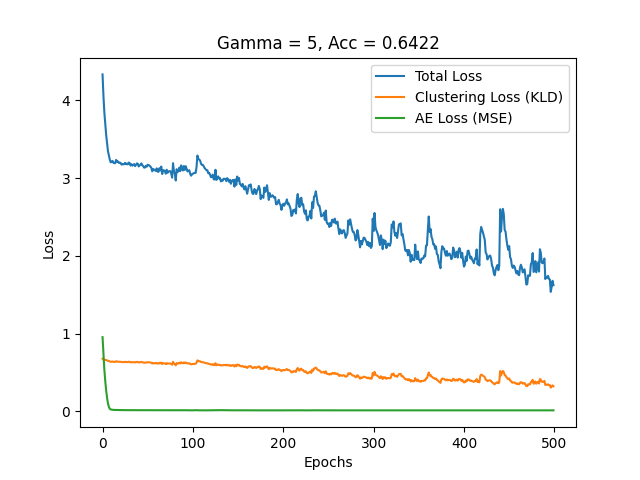 Gamma = 5, Acc = 0.6422
Total Loss
Clustering Loss (KLD)
AE Loss (MSE)
4
3
2
1
0
Loss
0 100 200 300 400 500
Epochs